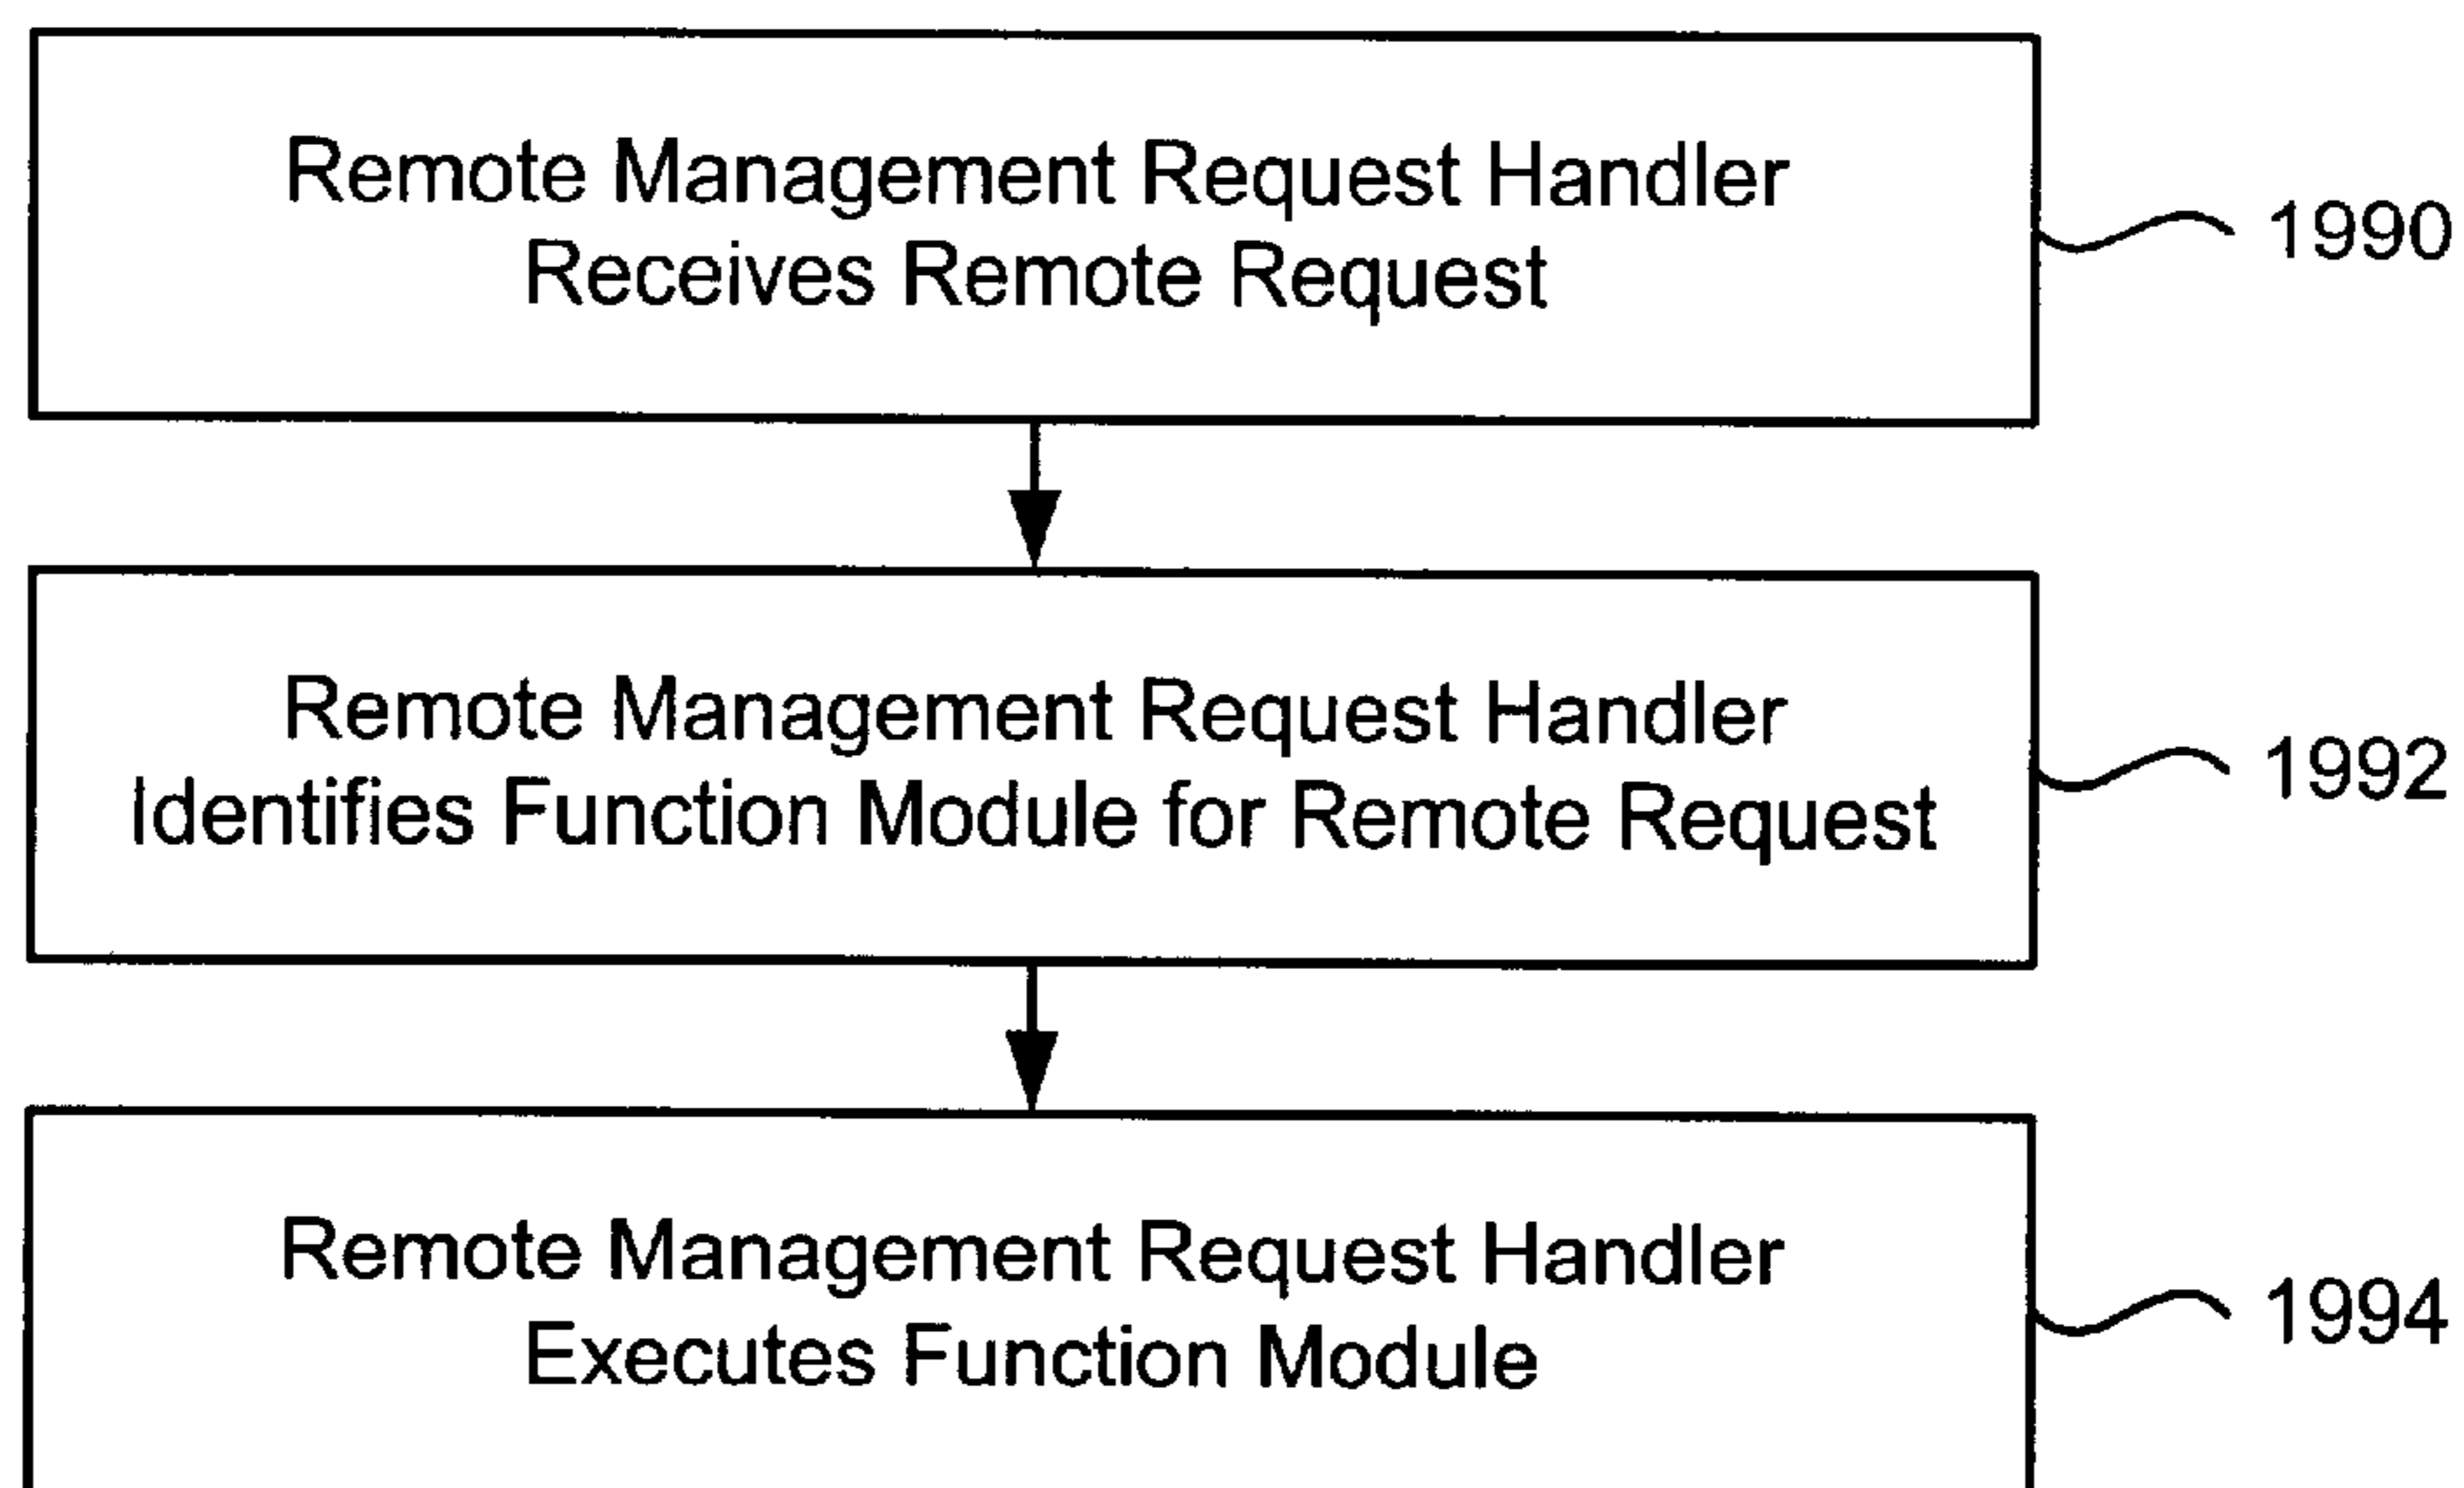 Remote Management Request Handler
Receives Remote Request
1990
Remote Management Request Handler
Identifies Function Module for Remote Request
1992
Remote Management Request Handler
Executes Function Module
1994